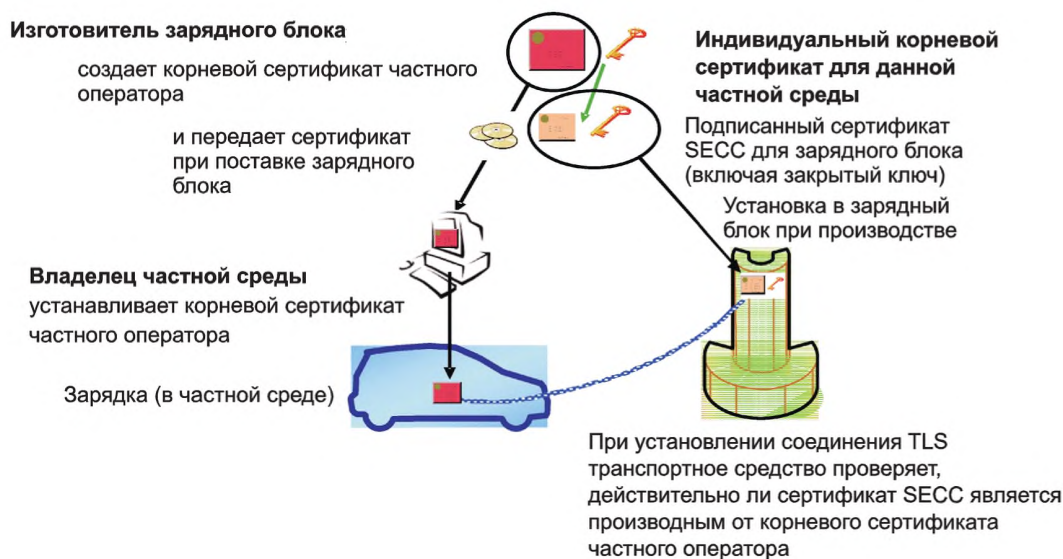 Изготовитель зарядного блока
создает корневой сертификат частного
оператора
и передает сертификат
при поставке зарядного
блока
Индивидуальный корневой
сертификат для данной
частной среды
Подписанный сертификат
SECC для зарядного блока
(включая закрытый ключ)
Установка в зарядный
блок при производстве
Владелец частной среды
устанавливает корневой сертификат
частного оператора
Зарядка (в частной среде)
При установлении соединения TLS
транспортное средство проверяет,
действительно ли сертификат SECC является
производным от корневого сертификата
частного оператора